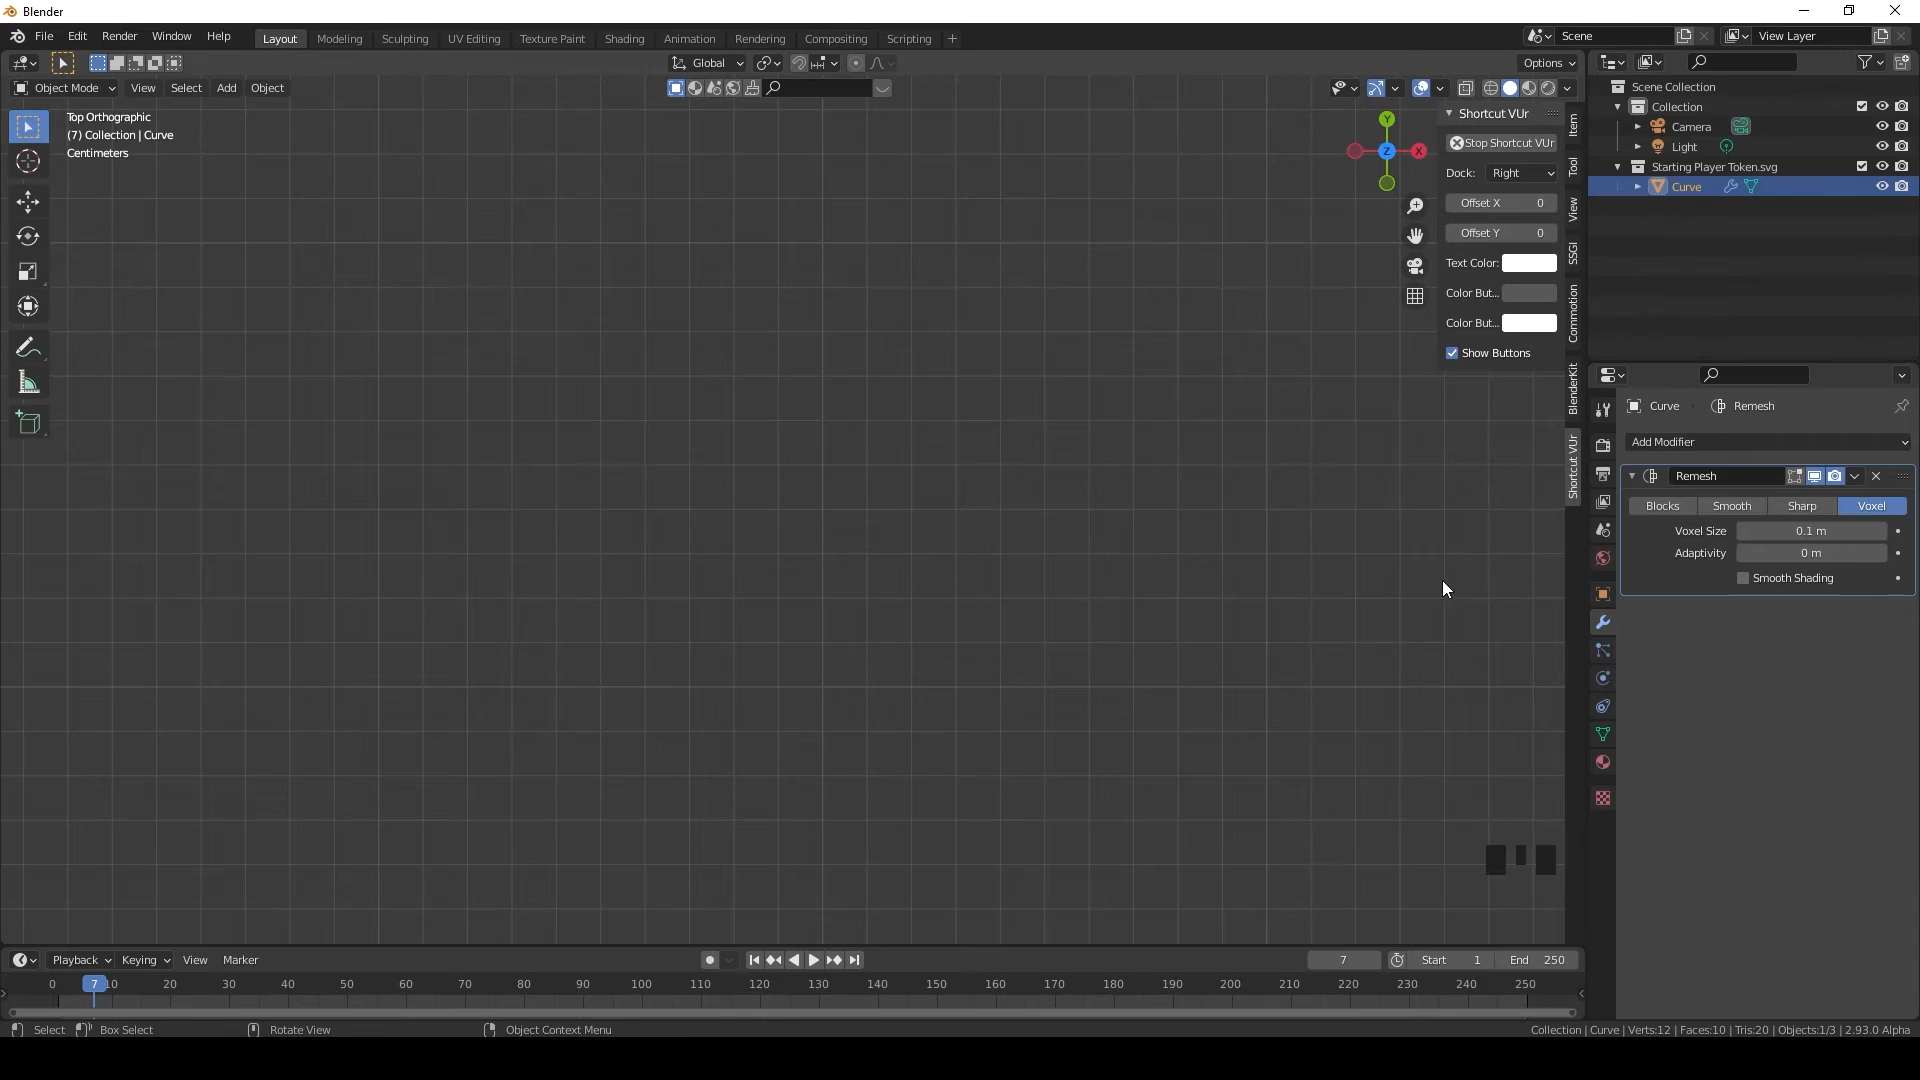 Blender
File Edit Render Window Help Layout Modeling Sculpting UV Editing Texture Paint Shading Animation Rendering Compositing Scripting + Scene View Layer
Global Options
Object Mode View Select Add Object
Top Orthographic
(7) Collection | Curve
Centimeters
Y
X
Z
Shortcut VUr
Stop Shortcut VUr
Dock: Right
Offset X 0
Offset Y 0
Text Color:
Color But...
Color But...
Show Buttons
Item
Tool
View
SSGI
Commotion
BlenderKit
Shortcut VUr
Scene Collection
Collection
Camera
Light
Starting Player Token.svg
Curve
Curve Remesh
Add Modifier
Remesh
Blocks Smooth Sharp Voxel
Voxel Size 0.1 m
Adaptivity 0 m
Smooth Shading
Playback Keying View Marker 7 Start 1 End 250
0 7 10 20 30 40 50 60 70 80 90 100 110 120 130 140 150 160 170 180 190 200 210 220 230 240 250
Select Box Select Rotate View Object Context Menu Collection | Curve | Verts:12 | Faces:10 | Tris:20 | Objects:1/3 | 2.93.0 Alpha